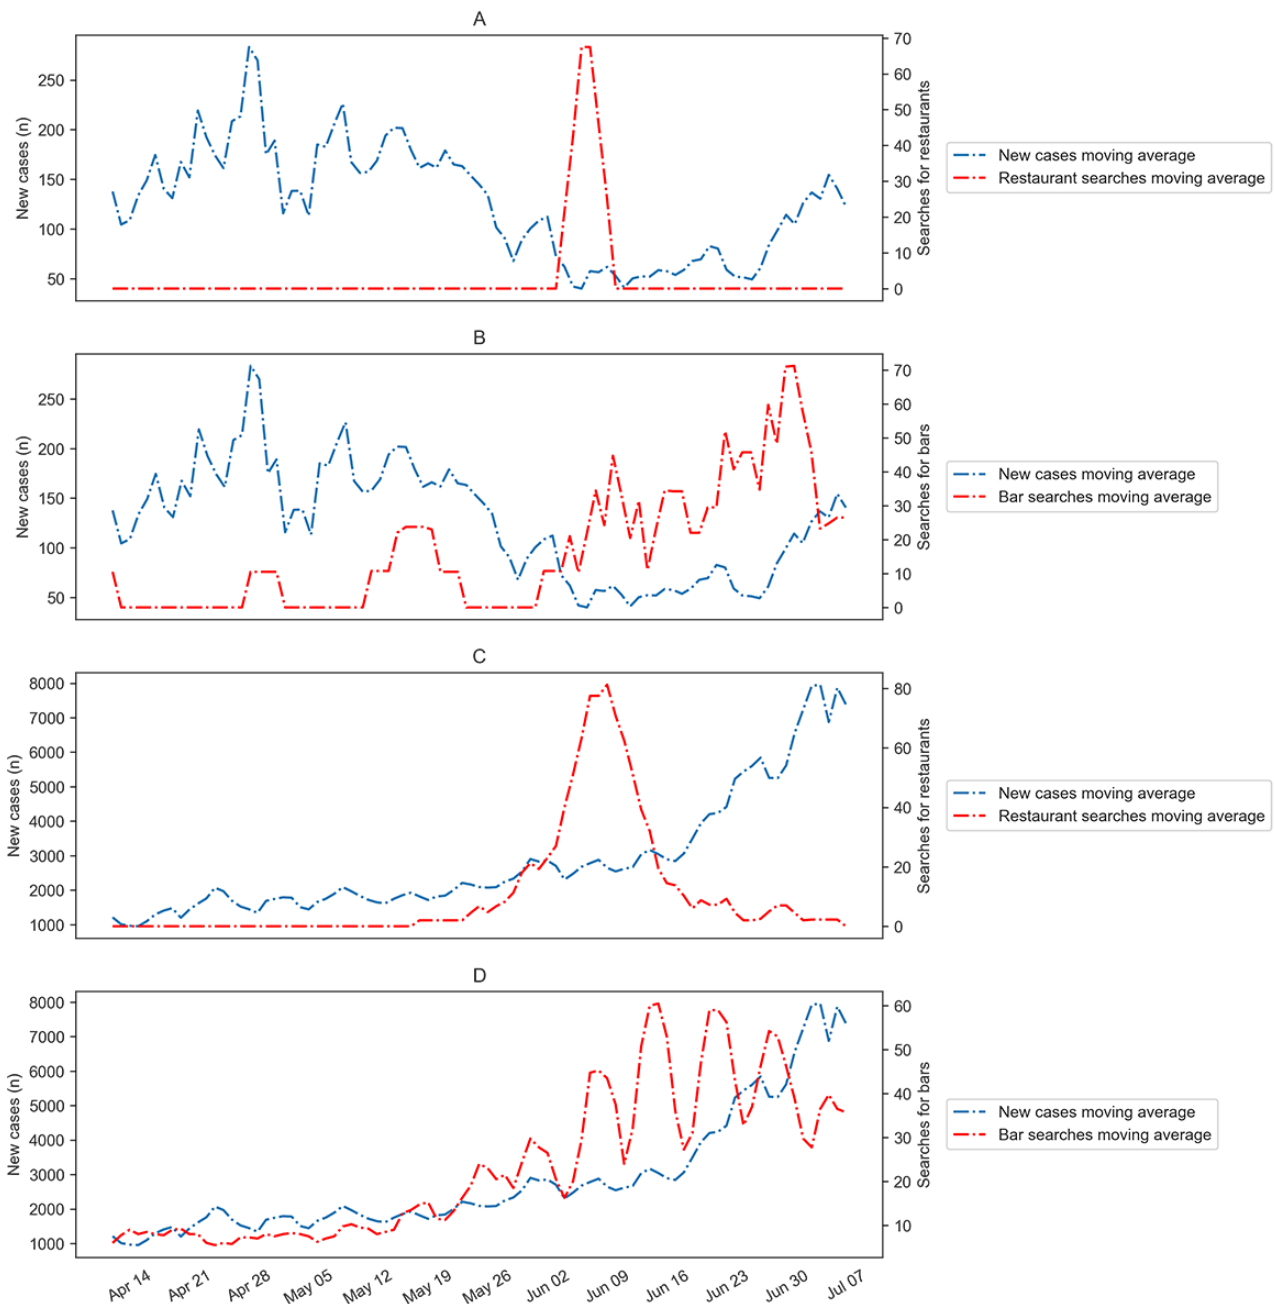 A
New cases (n)
250
200
150
100
50
70
60
50
40
30
20
10
0
Searches for restaurants
New cases moving average
Restaurant searches moving average
B
New cases (n)
250
200
150
100
50
70
60
50
40
30
20
10
0
Searches for bars
New cases moving average
Bar searches moving average
C
New cases (n)
8000
7000
6000
5000
4000
3000
2000
1000
80
60
40
20
0
Searches for restaurants
New cases moving average
Restaurant searches moving average
D
New cases (n)
8000
7000
6000
5000
4000
3000
2000
1000
60
50
40
30
20
10
Searches for bars
New cases moving average
Bar searches moving average
Apr 14
Apr 21
Apr 28
May 05
May 12
May 19
May 26
Jun 02
Jun 09
Jun 16
Jun 23
Jun 30
Jul 07